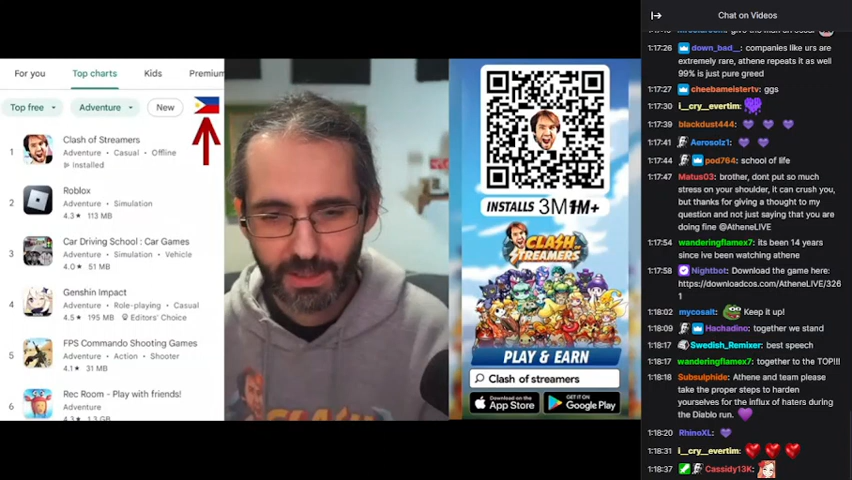 For you
Top charts
Kids
Premium
Top free
Adventure
New
1
Clash of Streamers
Adventure • Casual • Offline
Installed
2
Roblox
Adventure • Simulation
4.3★ 113 MB
3
Car Driving School : Car Games
Adventure • Simulation • Vehicle
4.0★ 51 MB
4
Genshin Impact
Adventure • Role-playing • Casual
4.5★ 195 MB Editors' Choice
5
FPS Commando Shooting Games
Adventure • Action • Shooter
4.1★ 31 MB
6
Rec Room - Play with friends!
Adventure
4.3★ 1.3 GB
INSTALLS 3M
CLASH OF
STREAMERS
PLAY & EARN
Clash of streamers
Download on the
App Store
GET IT ON
Google Play
Chat on Videos
1:17:26 down_bad__: companies like urs are
extremely rare, athene repeats it as well
99% is just pure greed
1:17:27 cheebameistertv: ggs
1:17:30 i__cry__evertim:
1:17:39 blackdust444:
1:17:41 Aerosolz1:
1:17:44 pod764: school of life
1:17:47 Matus03: brother, dont put so much
stress on your shoulder, it can crush you,
but thanks for giving a thought to my
question and not just saying that you are
doing fine @AtheneLIVE
1:17:54 wanderingflamex7: its been 14 years
since ive been watching athene
1:17:58 Nightbot: Download the game here:
https://downloadcos.com/AtheneLIVE/326
1
1:18:02 mycosalt: Keep it up!
1:18:09 Hachadino: together we stand
1:18:17 Swedish_Remixer: best speech
1:18:17 wanderingflamex7: together to the TOP!!!
1:18:18 Subsulphide: Athene and team please
take the proper steps to harden
yourselves for the influx of haters during
the Diablo run.
1:18:20 RhinoXL:
1:18:31 i__cry__evertim:
1:18:37 Cassidy13K: